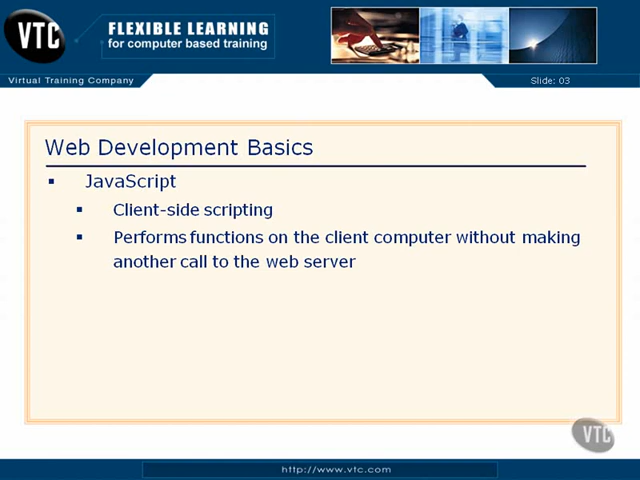 VTC
FLEXIBLE LEARNING
for computer based training
Virtual Training Company
Slide: 03
Web Development Basics
▪ JavaScript
▪ Client-side scripting
▪ Performs functions on the client computer without making
another call to the web server
VTC
http://www.vtc.com